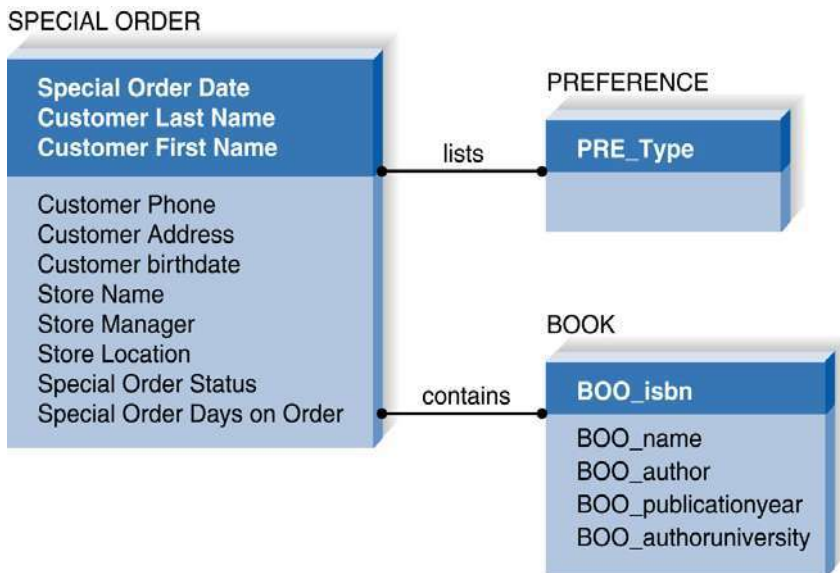 SPECIAL ORDER
Special Order Date
Customer Last Name
Customer First Name
Customer Phone
Customer Address
Customer birthdate
Store Name
Store Manager
Store Location
Special Order Status
Special Order Days on Order
lists
PREFERENCE
PRE_Type
contains
BOOK
BOO_isbn
BOO_name
BOO_author
BOO_publicationyear
BOO_authoruniversity